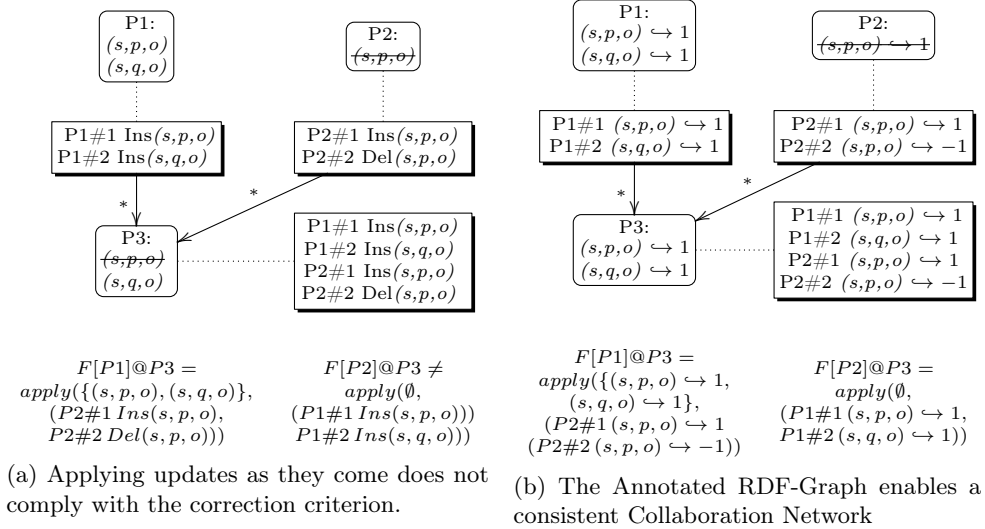 P1:
(s,p,o)
(s,q,o)
P2:
(s,p,o)
P1#1 Ins(s,p,o)
P1#2 Ins(s,q,o)
P2#1 Ins(s,p,o)
P2#2 Del(s,p,o)
*
*
P3:
(s,p,o)
(s,q,o)
P1#1 Ins(s,p,o)
P1#2 Ins(s,q,o)
P2#1 Ins(s,p,o)
P2#2 Del(s,p,o)
F[P1]@P3 =
apply({(s, p, o), (s, q, o)},
(P2#1 Ins(s, p, o),
P2#2 Del(s, p, o)))
F[P2]@P3 ≠
apply(∅,
(P1#1 Ins(s, p, o)))
P1#2 Ins(s, q, o)))
(a) Applying updates as they come does not
comply with the correction criterion.
P1:
(s,p,o) ↪ 1
(s,q,o) ↪ 1
P2:
(s,p,o) ↪ 1
P1#1 (s,p,o) ↪ 1
P1#2 (s,q,o) ↪ 1
P2#1 (s,p,o) ↪ 1
P2#2 (s,p,o) ↪ −1
*
*
P3:
(s,p,o) ↪ 1
(s,q,o) ↪ 1
P1#1 (s,p,o) ↪ 1
P1#2 (s,q,o) ↪ 1
P2#1 (s,p,o) ↪ 1
P2#2 (s,p,o) ↪ −1
F[P1]@P3 =
apply({(s, p, o) ↪ 1,
(s, q, o) ↪ 1},
(P2#1 (s, p, o) ↪ 1
(P2#2 (s, p, o) ↪ −1))
F[P2]@P3 =
apply(∅,
(P1#1 (s, p, o) ↪ 1,
P1#2 (s, q, o) ↪ 1))
(b) The Annotated RDF-Graph enables a
consistent Collaboration Network